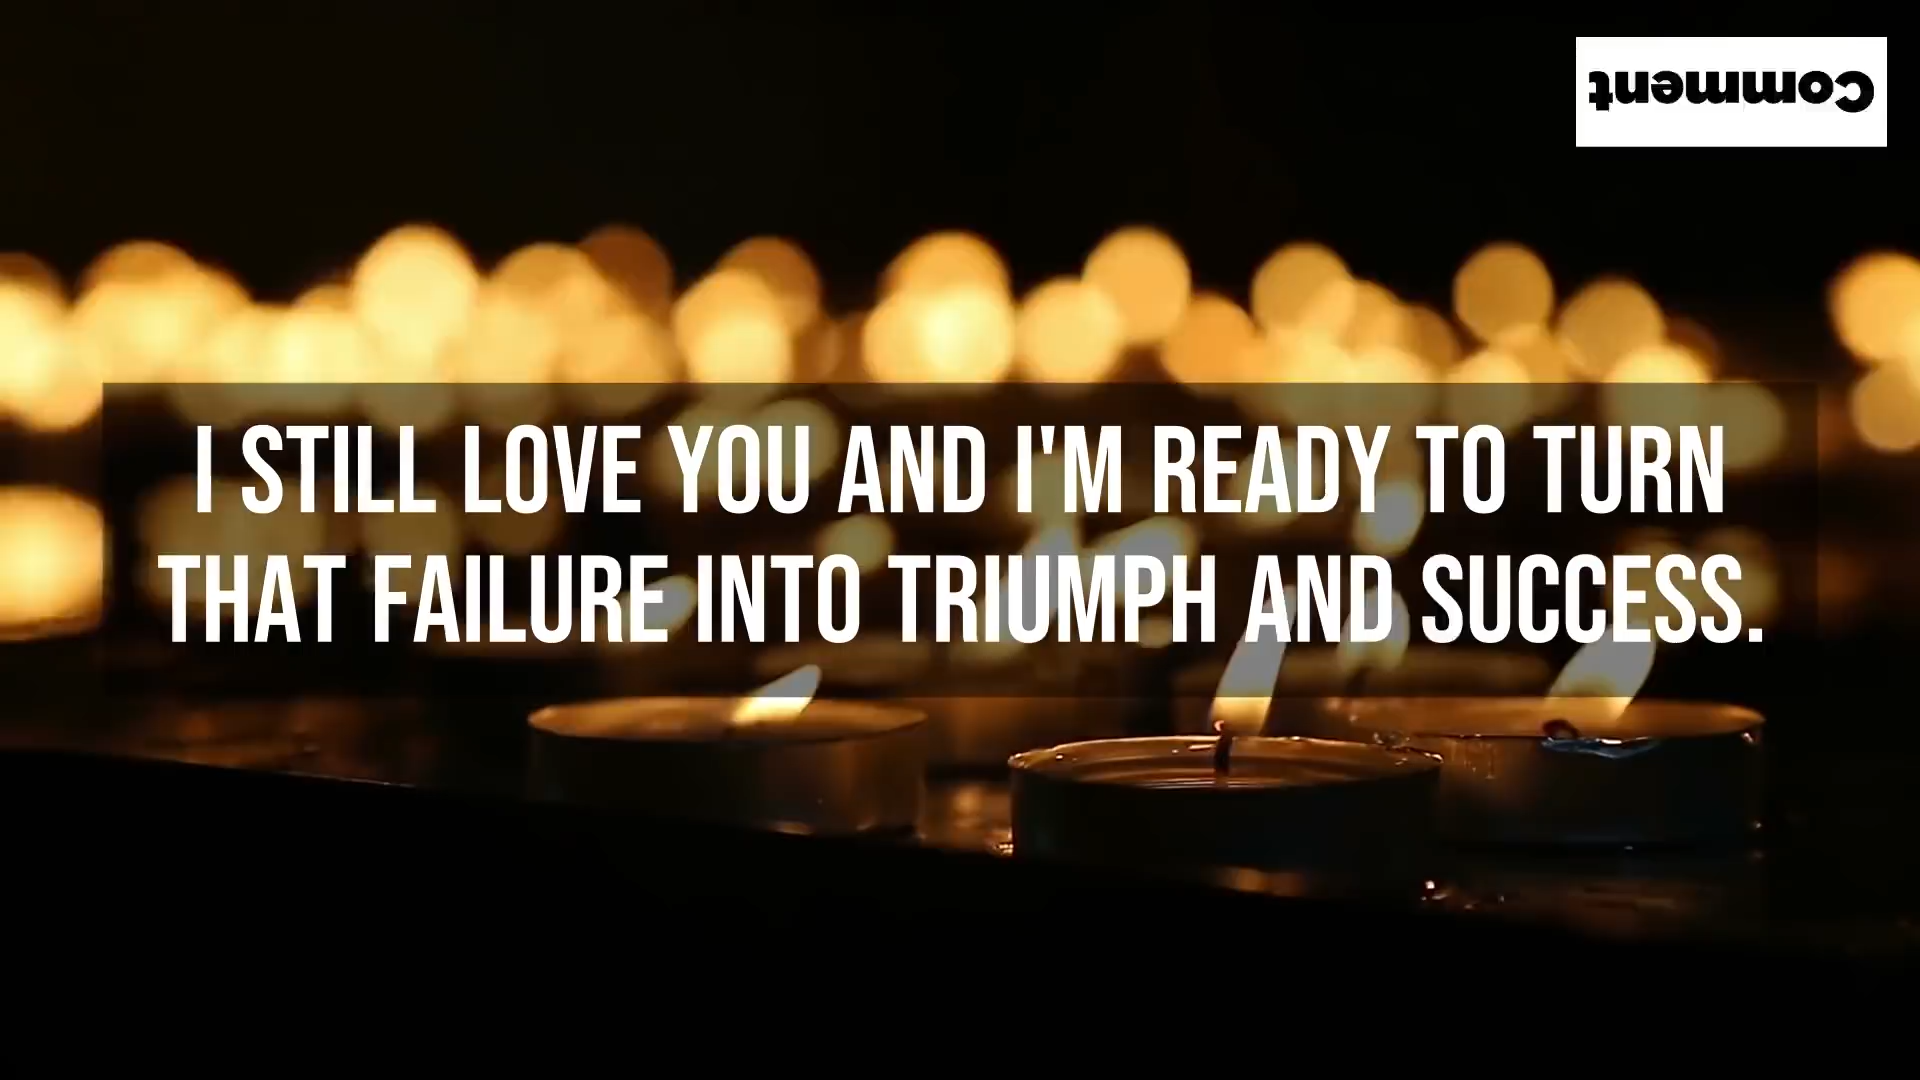 Comment
I STILL LOVE YOU AND I'M READY TO TURN
THAT FAILURE INTO TRIUMPH AND SUCCESS.